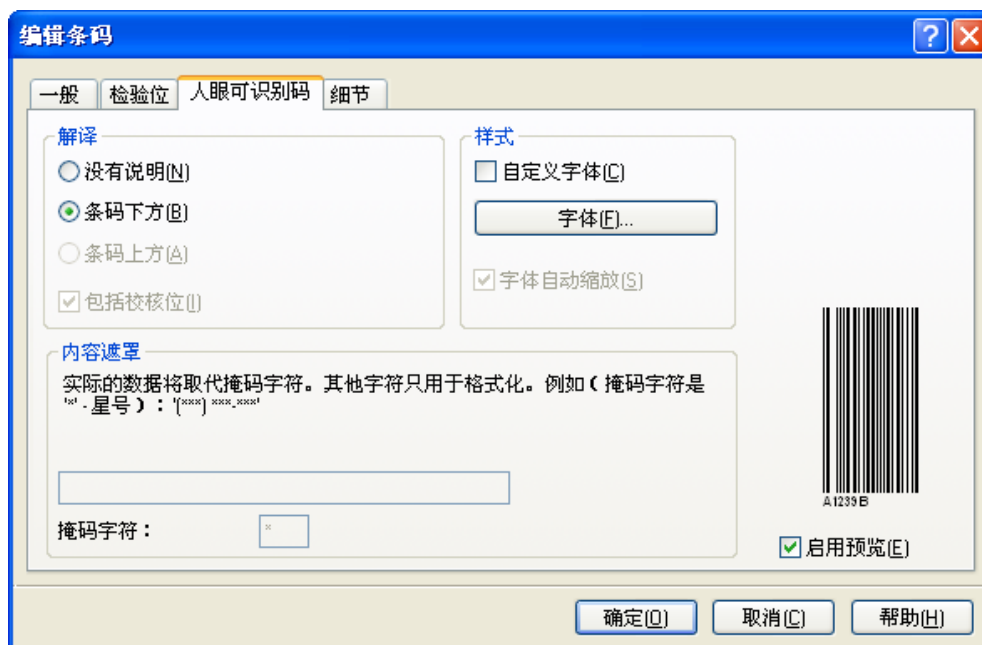 编辑条码
一般 检验位 人眼可识别码 细节
解译
没有说明(N)
条码下方(B)
条码上方(A)
包括校核位(I)
样式
自定义字体(C)
字体(F)...
字体自动缩放(S)
内容遮罩
实际的数据将取代掩码字符。其他字符只用于格式化。例如（掩码字符是
'*' - 星号）：'(***) ***-***'
掩码字符： *
A1239B
启用预览(E)
确定(O) 取消(C) 帮助(H)